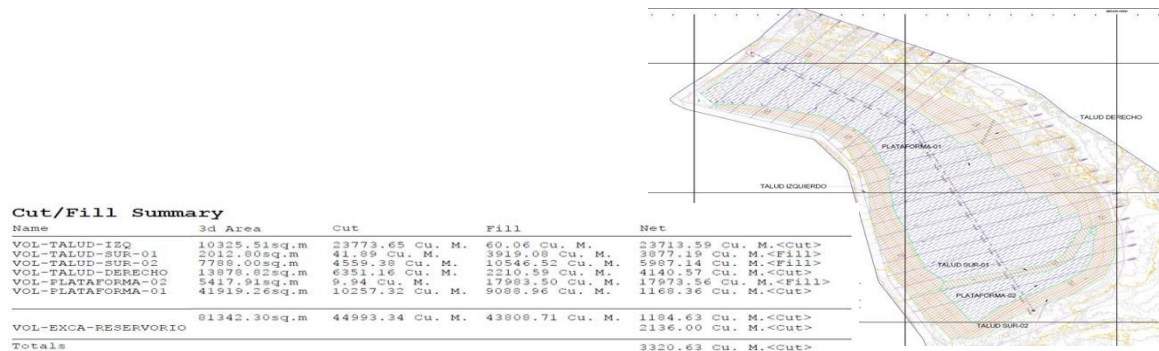 TALUD DERECHO
PLATAFORMA-01
TALUD IZQUIERDO
TALUD SUR-01
PLATAFORMA-02
TALUD SUR-02
Cut/Fill Summary
Name 3d Area Cut Fill Net
VOL-TALUD-IZQ 10325.51sq.m 23773.65 Cu. M. 60.06 Cu. M. 23713.59 Cu. M.<Cut>
VOL-TALUD-SUR-01 2012.80sq.m 41.89 Cu. M. 3919.08 Cu. M. 3877.19 Cu. M.<Fill>
VOL-TALUD-SUR-02 7788.00sq.m 4559.38 Cu. M. 10546.52 Cu. M. 5987.14 Cu. M.<Fill>
VOL-TALUD-DERECHO 13878.82sq.m 6351.16 Cu. M. 2210.59 Cu. M. 4140.57 Cu. M.<Cut>
VOL-PLATAFORMA-02 5417.91sq.m 9.94 Cu. M. 17983.50 Cu. M. 17973.56 Cu. M.<Fill>
VOL-PLATAFORMA-01 41919.26sq.m 10257.32 Cu. M. 9088.96 Cu. M. 1168.36 Cu. M.<Cut>
81342.30sq.m 44993.34 Cu. M. 43808.71 Cu. M. 1184.63 Cu. M.<Cut>
VOL-EXCA-RESERVORIO 2136.00 Cu. M.<Cut>
Totals 3320.63 Cu. M.<Cut>